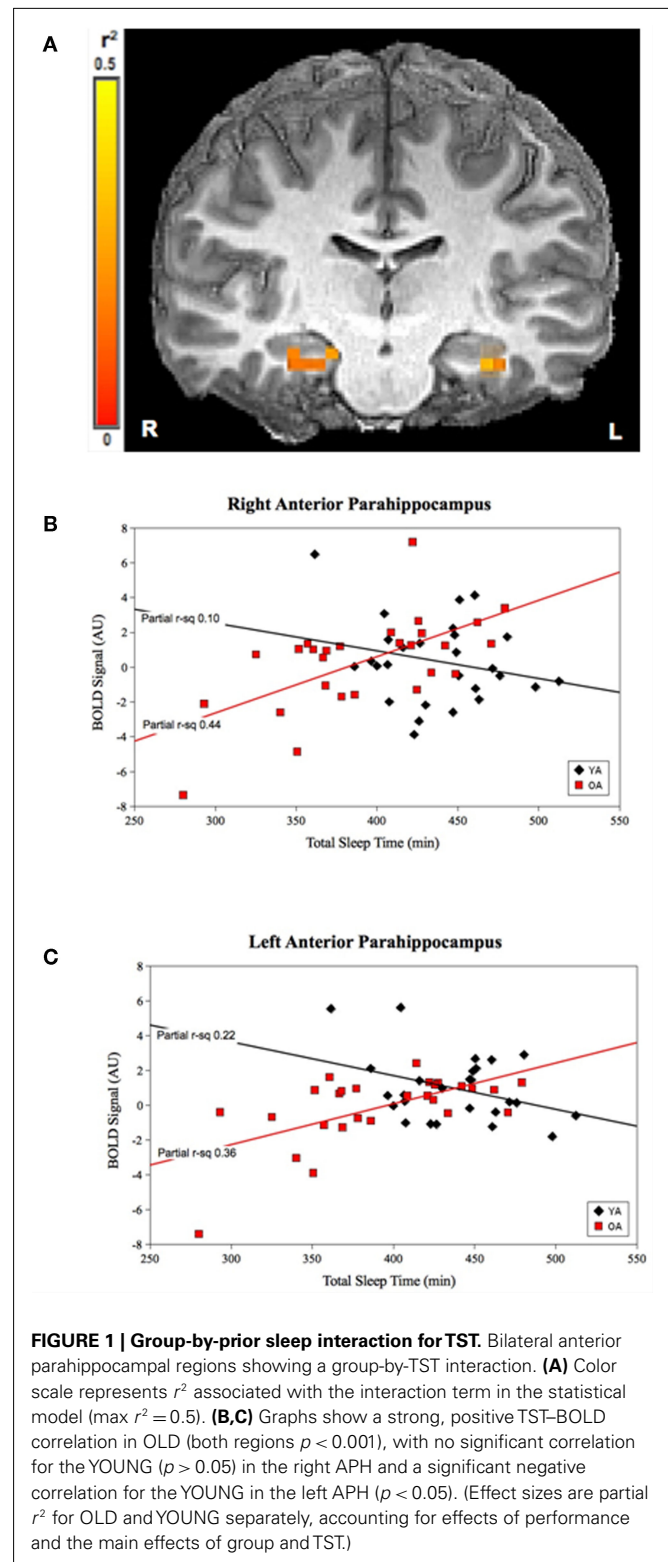 A
r²
0.5
0
R
L
B
Right Anterior Parahippocampus
8
6
4
2
0
-2
-4
-6
-8
BOLD Signal (AU)
Partial r-sq 0.10
Partial r-sq 0.44
YA
OA
250 300 350 400 450 500 550
Total Sleep Time (min)
C
Left Anterior Parahippocampus
8
6
4
2
0
-2
-4
-6
-8
BOLD Signal (AU)
Partial r-sq 0.22
Partial r-sq 0.36
YA
OA
250 300 350 400 450 500 550
Total Sleep Time (min)
FIGURE 1 | Group-by-prior sleep interaction for TST. Bilateral anterior
parahippocampal regions showing a group-by-TST interaction. (A) Color
scale represents r² associated with the interaction term in the statistical
model (max r² = 0.5). (B,C) Graphs show a strong, positive TST–BOLD
correlation in OLD (both regions p < 0.001), with no significant correlation
for the YOUNG (p > 0.05) in the right APH and a significant negative
correlation for the YOUNG in the left APH (p < 0.05). (Effect sizes are partial
r² for OLD and YOUNG separately, accounting for effects of performance
and the main effects of group and TST.)